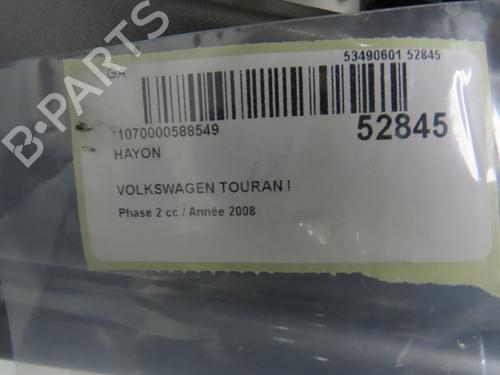 GA
53490601 52845
1070000588549
52845
HAYON
VOLKSWAGEN TOURAN I
Phase 2 cc / Année 2008
B-PARTS